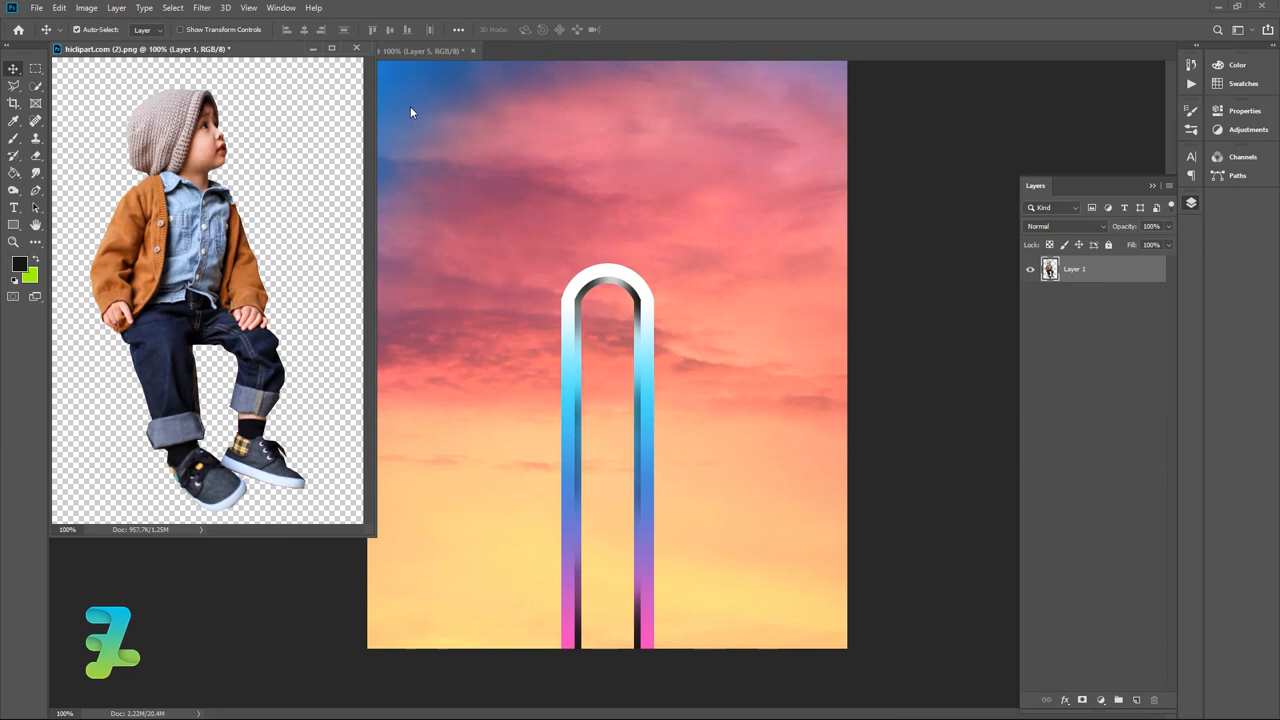 Ps File Edit Image Layer Type Select Filter 3D View Window Help
Auto-Select: Layer Show Transform Controls 3D Mode:
hiclipart.com (2).png @ 100% (Layer 1, RGB/8) *
100% (Layer 5, RGB/8) *
Color
Swatches
Properties
Adjustments
Channels
Paths
Layers
Kind
Normal Opacity: 100%
Lock: Fill: 100%
Layer 1
100% Doc: 957,7K/1,25M
100% Doc: 2,22M/20,4M